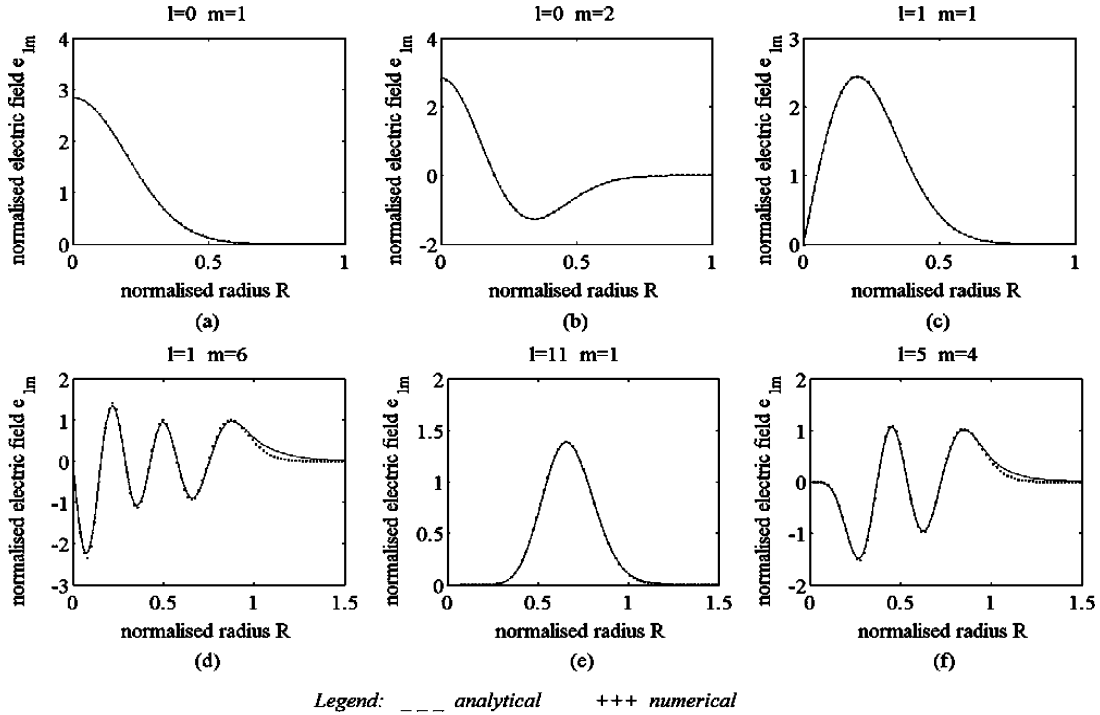 l=0 m=1
normalised electric field e lm
4
3
2
1
0
0 0.5 1
normalised radius R
(a)
l=0 m=2
normalised electric field e lm
4
2
0
-2
0 0.5 1
normalised radius R
(b)
l=1 m=1
normalised electric field e lm
3
2
1
0
0 0.5 1
normalised radius R
(c)
l=1 m=6
normalised electric field e lm
2
1
0
-1
-2
-3
0 0.5 1 1.5
normalised radius R
(d)
l=11 m=1
normalised electric field e lm
2
1.5
1
0.5
0
0 0.5 1 1.5
normalised radius R
(e)
l=5 m=4
normalised electric field e lm
2
1
0
-1
-2
0 0.5 1 1.5
normalised radius R
(f)
Legend: _ _ _ analytical +++ numerical